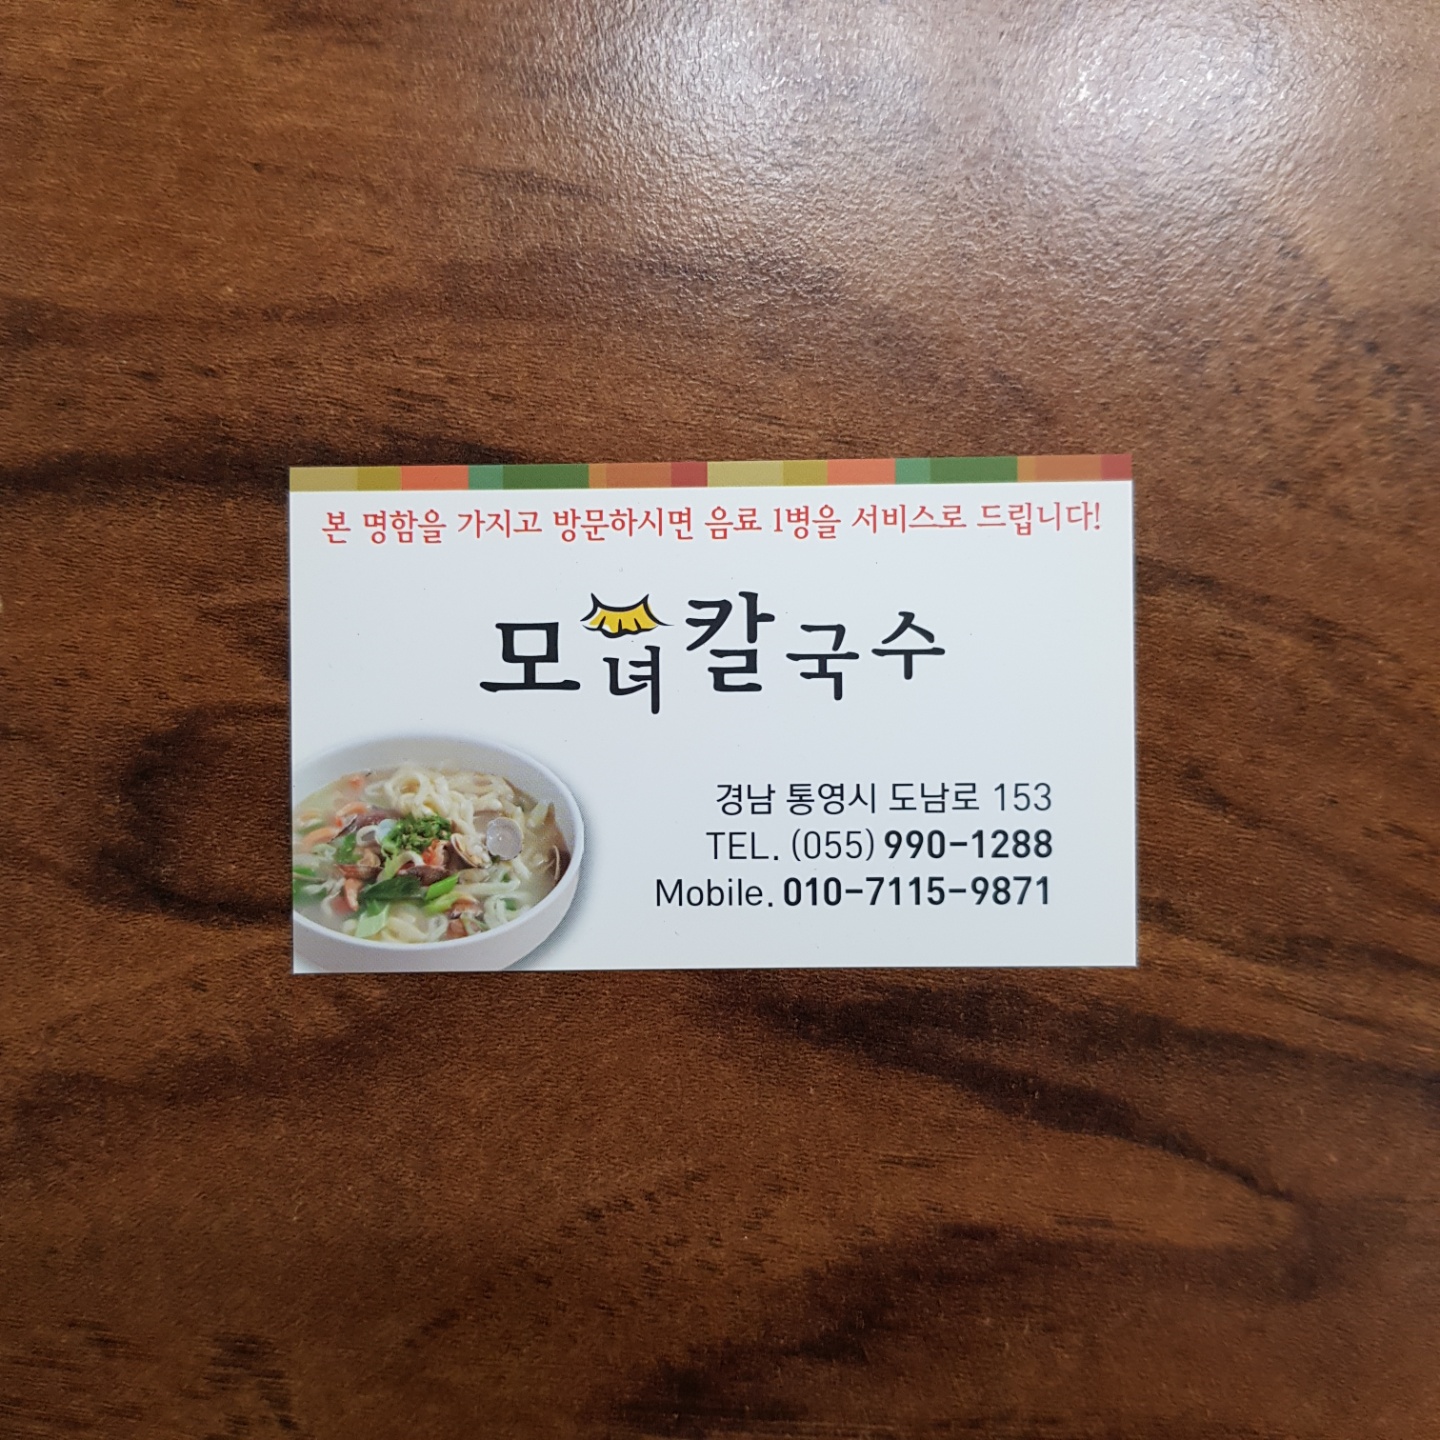 본 명함을 가지고 방문하시면 음료 1병을 서비스로 드립니다!
모녀칼국수
경남 통영시 도남로 153
TEL. (055) 990-1288
Mobile. 010-7115-9871